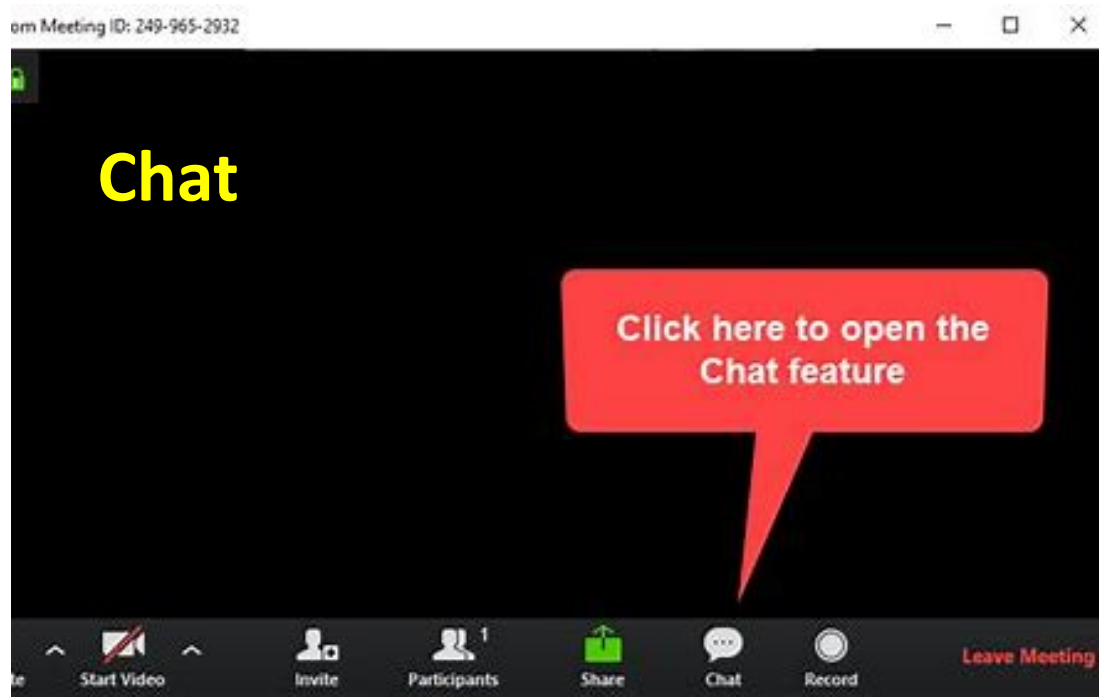 om Meeting ID: 249-965-2932
Chat
Click here to open the
Chat feature
te Start Video Invite Participants 1 Share Chat Record Leave Meeting